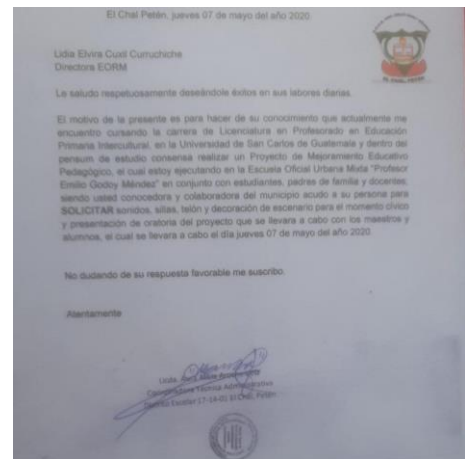 El Chal Petén, jueves 07 de mayo del año 2020.
Lidia Elvira Cuxil Curruchiche
Directora EORM
Le saludo respetuosamente deseándole éxitos en sus labores diarias.
El motivo de la presente es para hacer de su conocimiento que actualmente me
encuentro cursando la carrera de Licenciatura en Profesorado en Educación
Primaria Intercultural, en la Universidad de San Carlos de Guatemala y dentro del
pensum de estudio consensa realizar un Proyecto de Mejoramiento Educativo
Pedagógico, el cual estoy ejecutando en la Escuela Oficial Urbana Mixta "Profesor
Emilio Godoy Méndez" en conjunto con estudiantes, padres de familia y docentes,
siendo usted conocedora y colaboradora del municipio acudo a su persona para
SOLICITAR sonidos, sillas, telón y decoración de escenario para el momento cívico
y presentación de oratoria del proyecto que se llevara a cabo con los maestros y
alumnos, el cual se llevara a cabo el día jueves 07 de mayo del año 2020.
No dudando de su respuesta favorable me suscribo.
Atentamente
Licda.
Coordinadora Técnica Administrativa
Distrito Escolar 17-14-01 El Chal, Petén